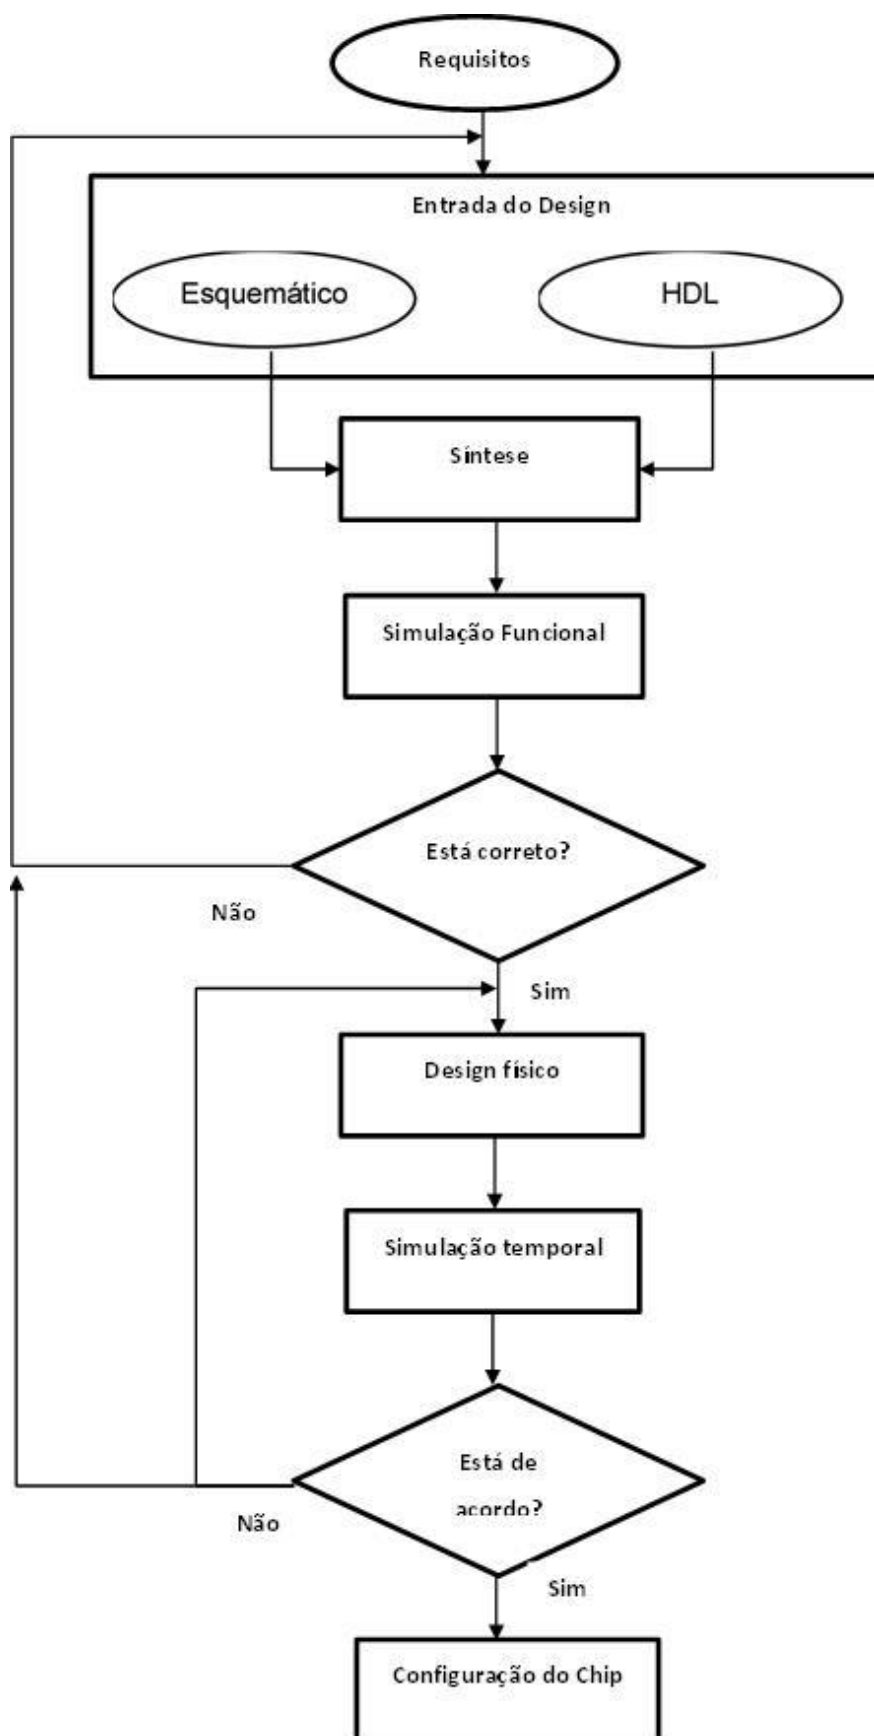 Requisitos
Entrada do Design
Esquemático
HDL
Síntese
Simulação Funcional
Está correto?
Não
Sim
Design físico
Simulação temporal
Está de
acordo?
Não
Sim
Configuração do Chip